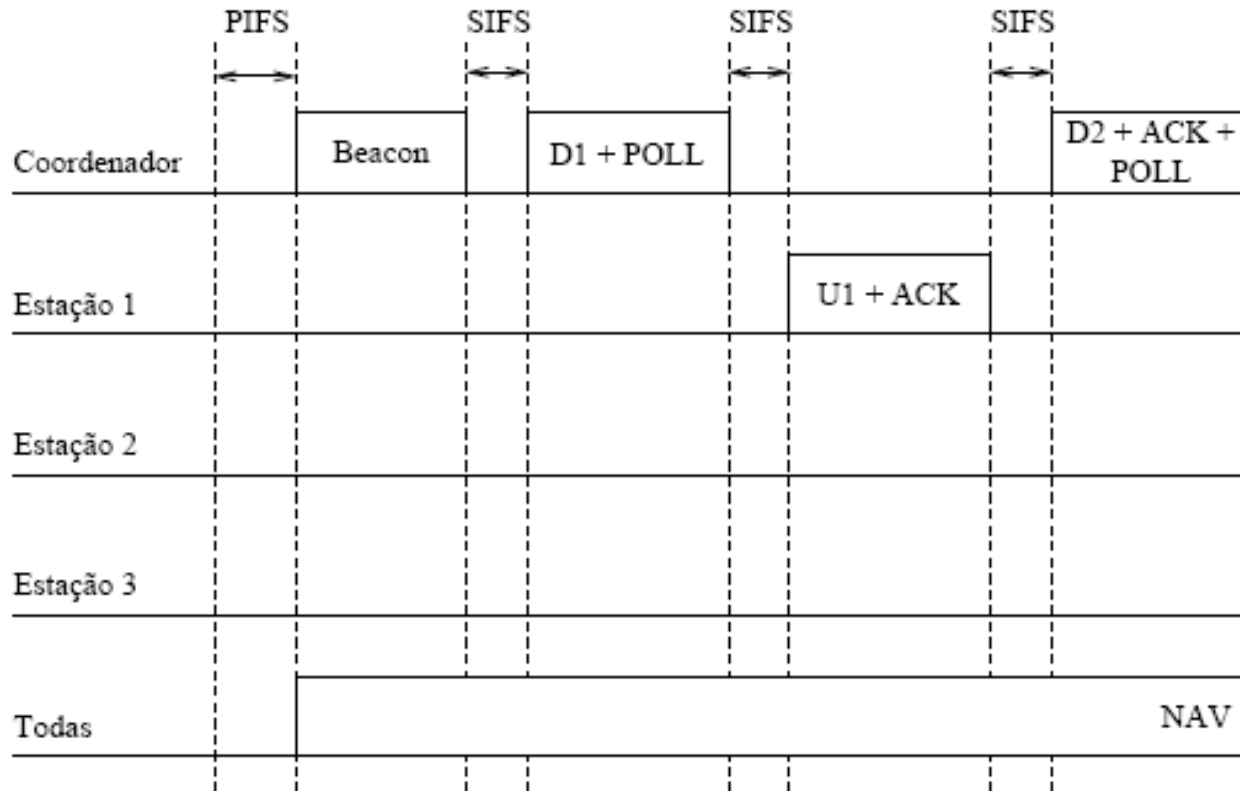 PIFS SIFS SIFS SIFS
Coordenador Beacon D1 + POLL D2 + ACK +
POLL
Estação 1 U1 + ACK
Estação 2
Estação 3
Todas NAV